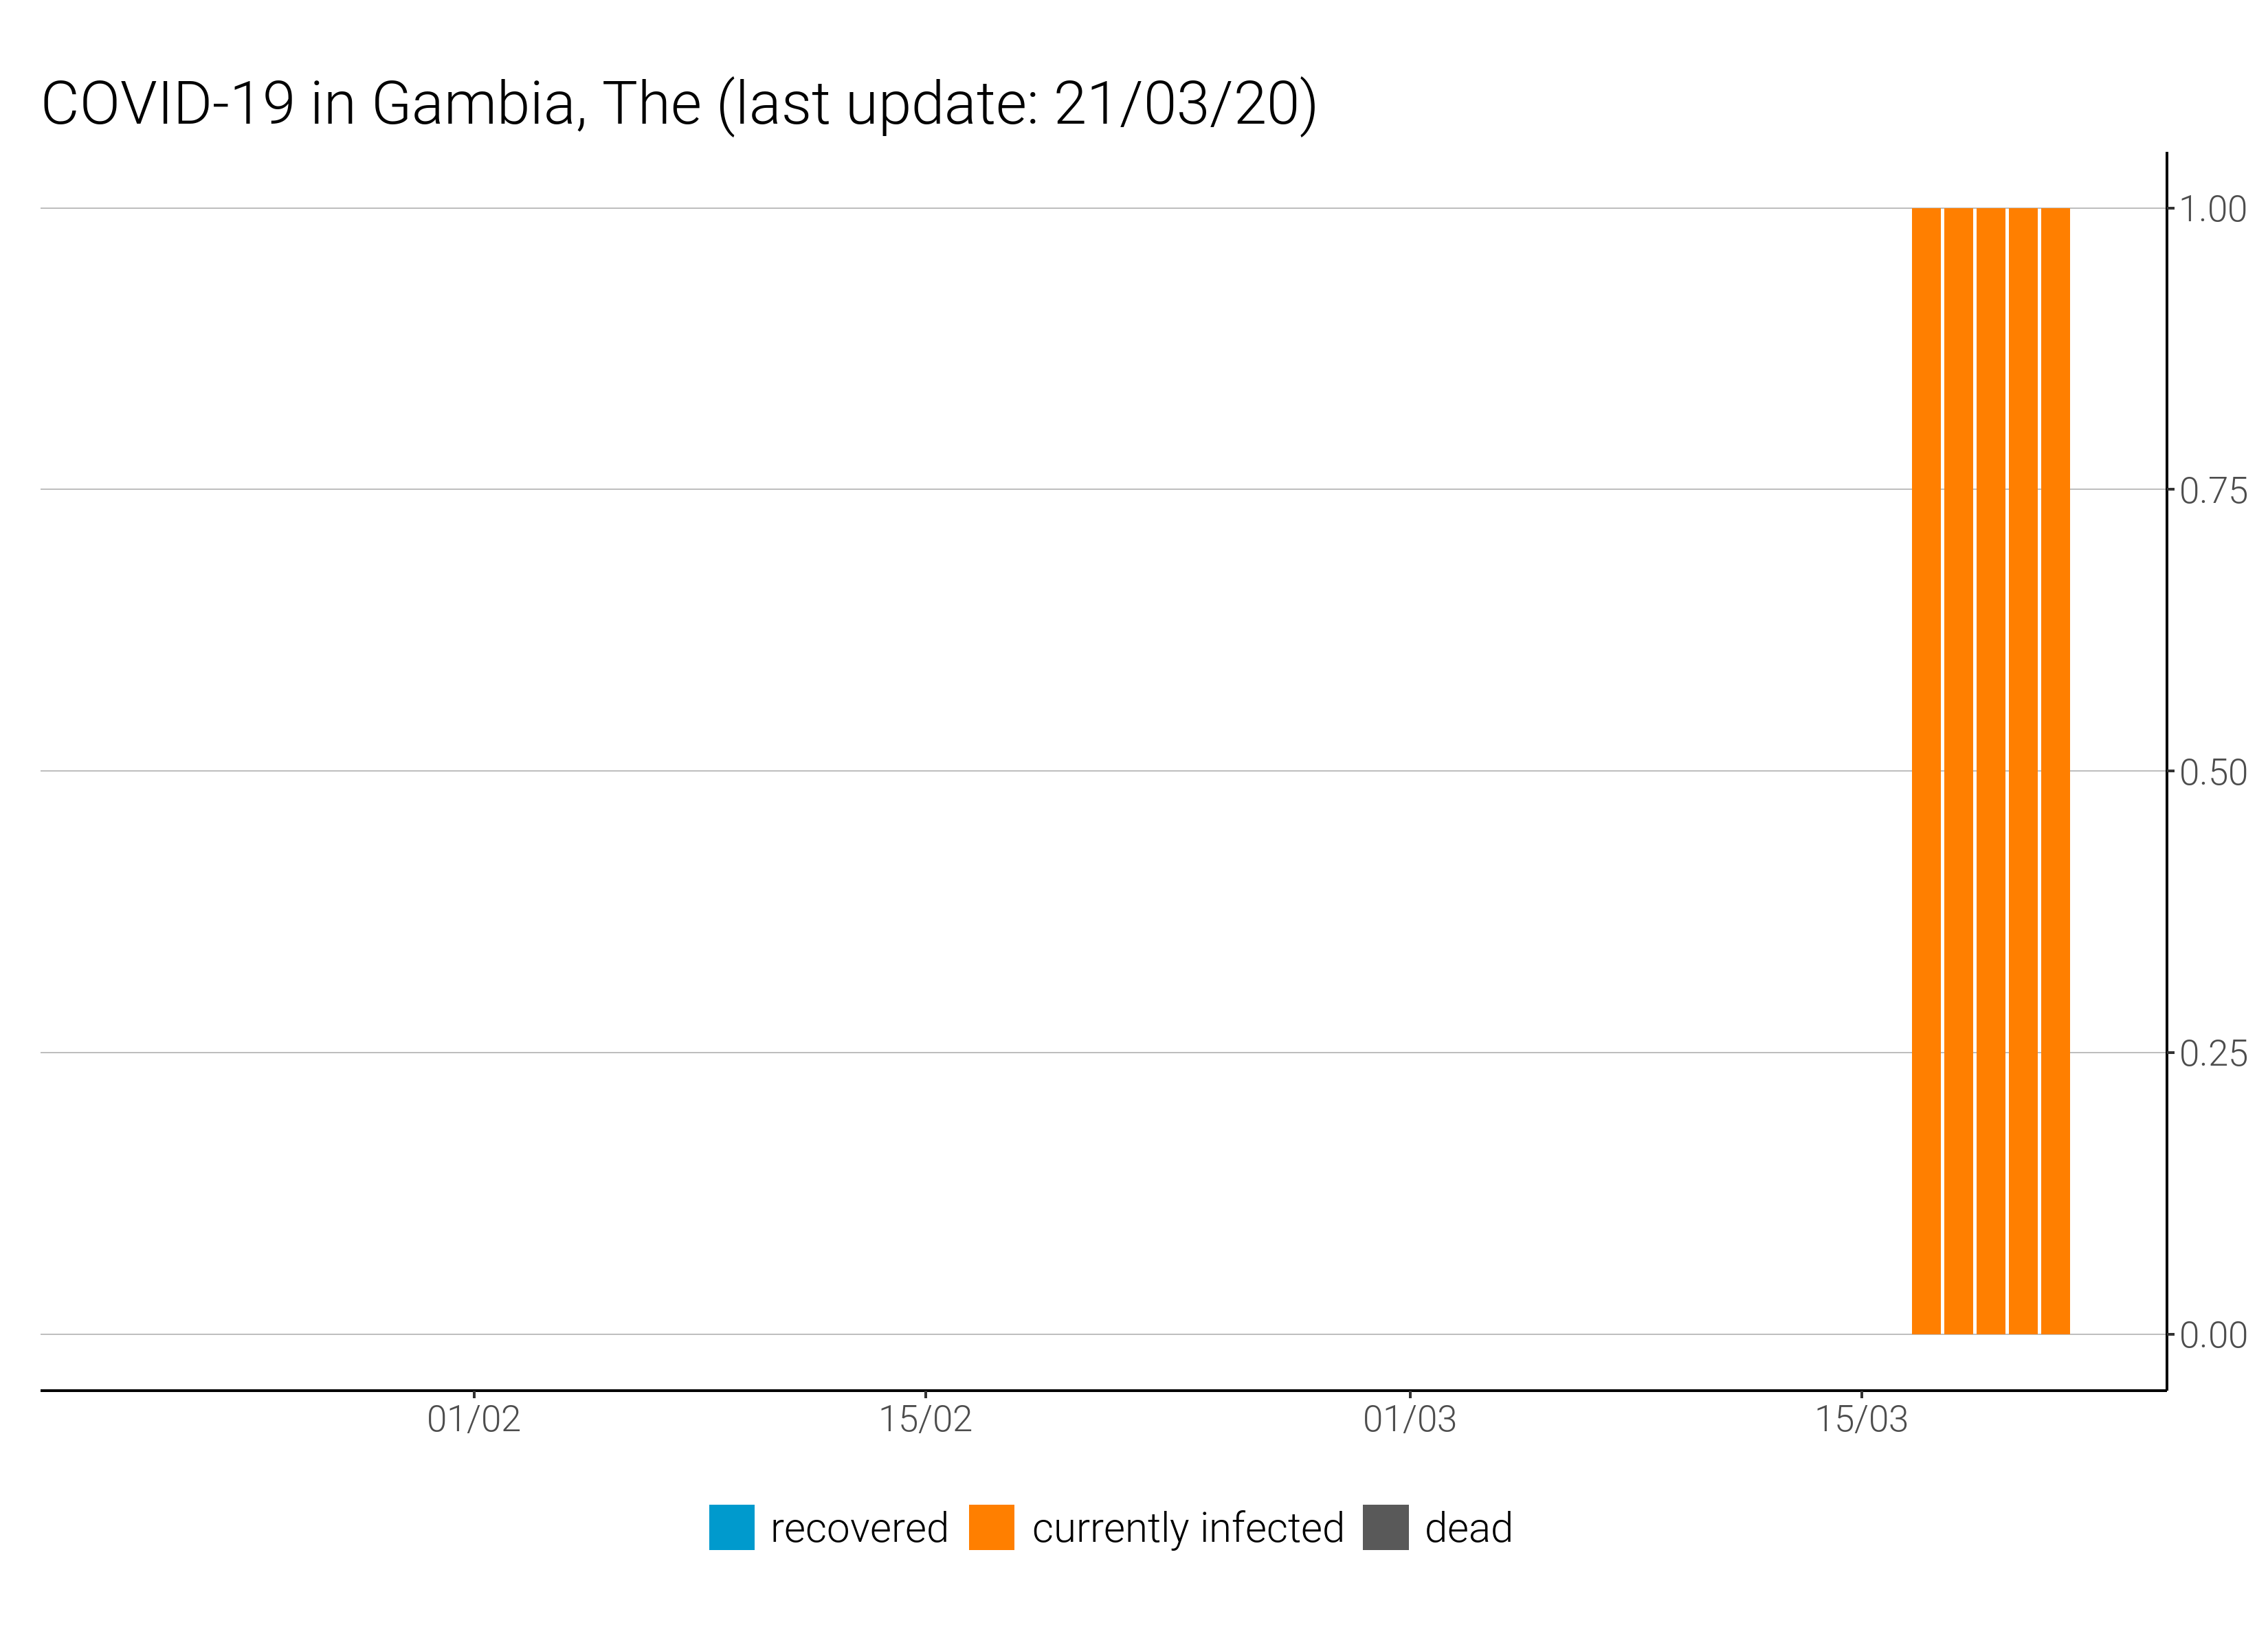 COVID-19 in Gambia, The (last update: 21/03/20)
1.00
0.75
0.50
0.25
0.00
01/02 15/02 01/03 15/03
recovered currently infected dead